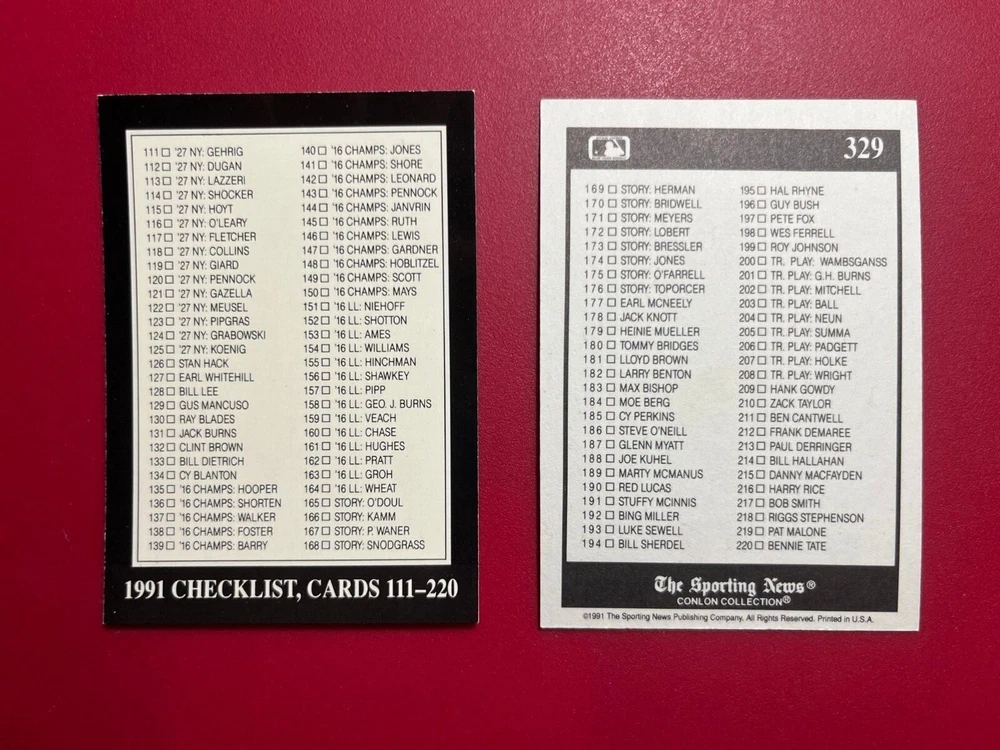 111 ☐ '27 NY: GEHRIG
112 ☐ '27 NY: DUGAN
113 ☐ '27 NY: LAZZERI
114 ☐ '27 NY: SHOCKER
115 ☐ '27 NY: HOYT
116 ☐ '27 NY: O'LEARY
117 ☐ '27 NY: FLETCHER
118 ☐ '27 NY: COLLINS
119 ☐ '27 NY: GIARD
120 ☐ '27 NY: PENNOCK
121 ☐ '27 NY: GAZELLA
122 ☐ '27 NY: MEUSEL
123 ☐ '27 NY: PIPGRAS
124 ☐ '27 NY: GRABOWSKI
125 ☐ '27 NY: KOENIG
126 ☐ STAN HACK
127 ☐ EARL WHITEHILL
128 ☐ BILL LEE
129 ☐ GUS MANCUSO
130 ☐ RAY BLADES
131 ☐ JACK BURNS
132 ☐ CLINT BROWN
133 ☐ BILL DIETRICH
134 ☐ CY BLANTON
135 ☐ '16 CHAMPS: HOOPER
136 ☐ '16 CHAMPS: SHORTEN
137 ☐ '16 CHAMPS: WALKER
138 ☐ '16 CHAMPS: FOSTER
139 ☐ '16 CHAMPS: BARRY
140 ☐ '16 CHAMPS: JONES
141 ☐ '16 CHAMPS: SHORE
142 ☐ '16 CHAMPS: LEONARD
143 ☐ '16 CHAMPS: PENNOCK
144 ☐ '16 CHAMPS: JANVRIN
145 ☐ '16 CHAMPS: RUTH
146 ☐ '16 CHAMPS: LEWIS
147 ☐ '16 CHAMPS: GARDNER
148 ☐ '16 CHAMPS: HOBLITZEL
149 ☐ '16 CHAMPS: SCOTT
150 ☐ '16 CHAMPS: MAYS
151 ☐ '16 LL: NIEHOFF
152 ☐ '16 LL: SHOTTON
153 ☐ '16 LL: AMES
154 ☐ '16 LL: WILLIAMS
155 ☐ '16 LL: HINCHMAN
156 ☐ '16 LL: SHAWKEY
157 ☐ '16 LL: PIPP
158 ☐ '16 LL: GEO. J. BURNS
159 ☐ '16 LL: VEACH
160 ☐ '16 LL: CHASE
161 ☐ '16 LL: HUGHES
162 ☐ '16 LL: PRATT
163 ☐ '16 LL: GROH
164 ☐ '16 LL: WHEAT
165 ☐ STORY: O'DOUL
166 ☐ STORY: KAMM
167 ☐ STORY: P. WANER
168 ☐ STORY: SNODGRASS
1991 CHECKLIST, CARDS 111–220
329
169 ☐ STORY: HERMAN
170 ☐ STORY: BRIDWELL
171 ☐ STORY: MEYERS
172 ☐ STORY: LOBERT
173 ☐ STORY: BRESSLER
174 ☐ STORY: JONES
175 ☐ STORY: O'FARRELL
176 ☐ STORY: TOPORCER
177 ☐ EARL MCNEELY
178 ☐ JACK KNOTT
179 ☐ HEINIE MUELLER
180 ☐ TOMMY BRIDGES
181 ☐ LLOYD BROWN
182 ☐ LARRY BENTON
183 ☐ MAX BISHOP
184 ☐ MOE BERG
185 ☐ CY PERKINS
186 ☐ STEVE O'NEILL
187 ☐ GLENN MYATT
188 ☐ JOE KUHEL
189 ☐ MARTY MCMANUS
190 ☐ RED LUCAS
191 ☐ STUFFY MCINNIS
192 ☐ BING MILLER
193 ☐ LUKE SEWELL
194 ☐ BILL SHERDEL
195 ☐ HAL RHYNE
196 ☐ GUY BUSH
197 ☐ PETE FOX
198 ☐ WES FERRELL
199 ☐ ROY JOHNSON
200 ☐ TR. PLAY: WAMBSGANSS
201 ☐ TR. PLAY: G.H. BURNS
202 ☐ TR. PLAY: MITCHELL
203 ☐ TR. PLAY: BALL
204 ☐ TR. PLAY: NEUN
205 ☐ TR. PLAY: SUMMA
206 ☐ TR. PLAY: PADGETT
207 ☐ TR. PLAY: HOLKE
208 ☐ TR. PLAY: WRIGHT
209 ☐ HANK GOWDY
210 ☐ ZACK TAYLOR
211 ☐ BEN CANTWELL
212 ☐ FRANK DEMAREE
213 ☐ PAUL DERRINGER
214 ☐ BILL HALLAHAN
215 ☐ DANNY MACFAYDEN
216 ☐ HARRY RICE
217 ☐ BOB SMITH
218 ☐ RIGGS STEPHENSON
219 ☐ PAT MALONE
220 ☐ BENNIE TATE
The Sporting News®
CONLON COLLECTION®
©1991 The Sporting News Publishing Company. All Rights Reserved. Printed in U.S.A.